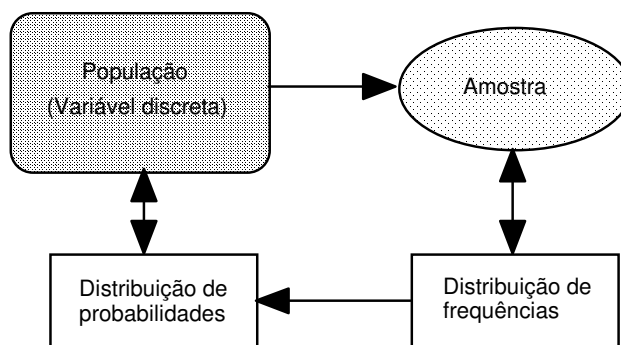 População
(Variável discreta)
Amostra
Distribuição de
probabilidades
Distribuição de
frequências